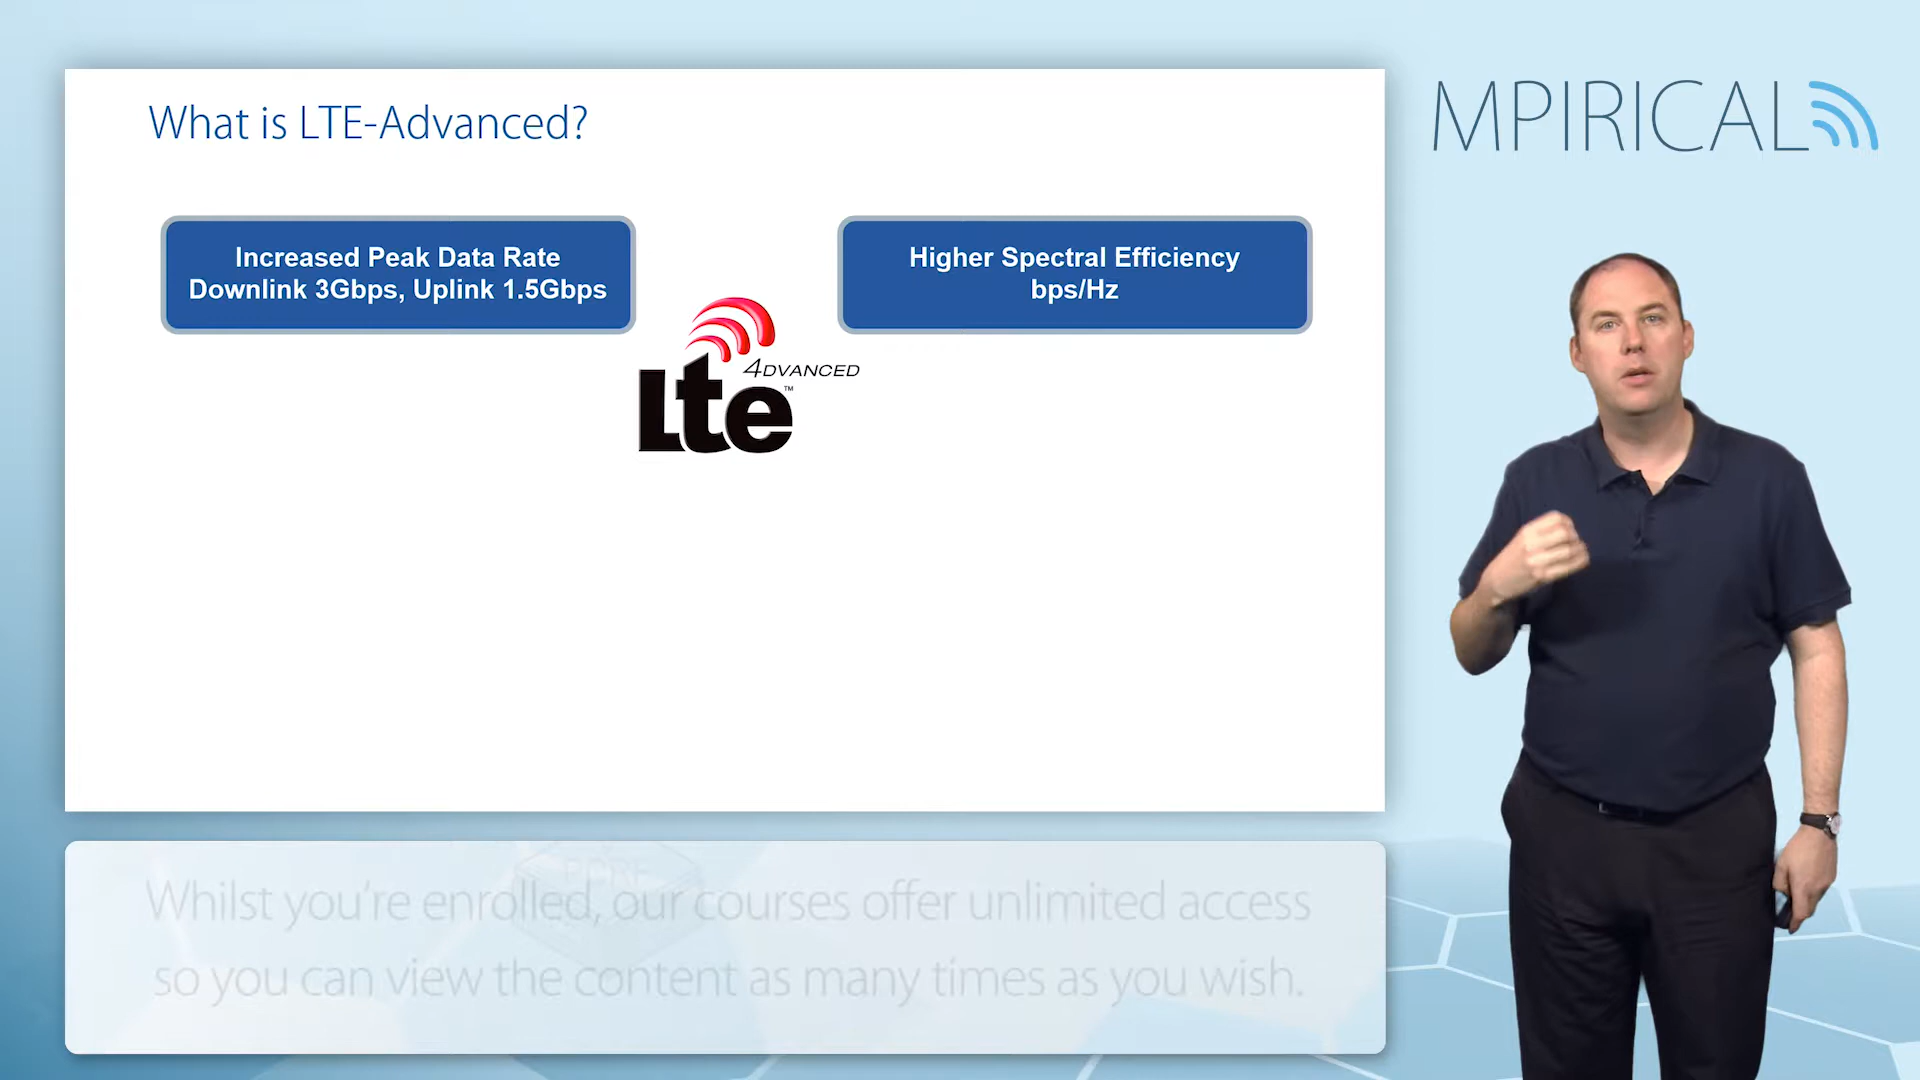 What is LTE-Advanced?
MPIRICAL
Increased Peak Data Rate
Downlink 3Gbps, Uplink 1.5Gbps
Higher Spectral Efficiency
bps/Hz
4DVANCED
Lte™
Whilst you're enrolled, our courses offer unlimited access
so you can view the content as many times as you wish.